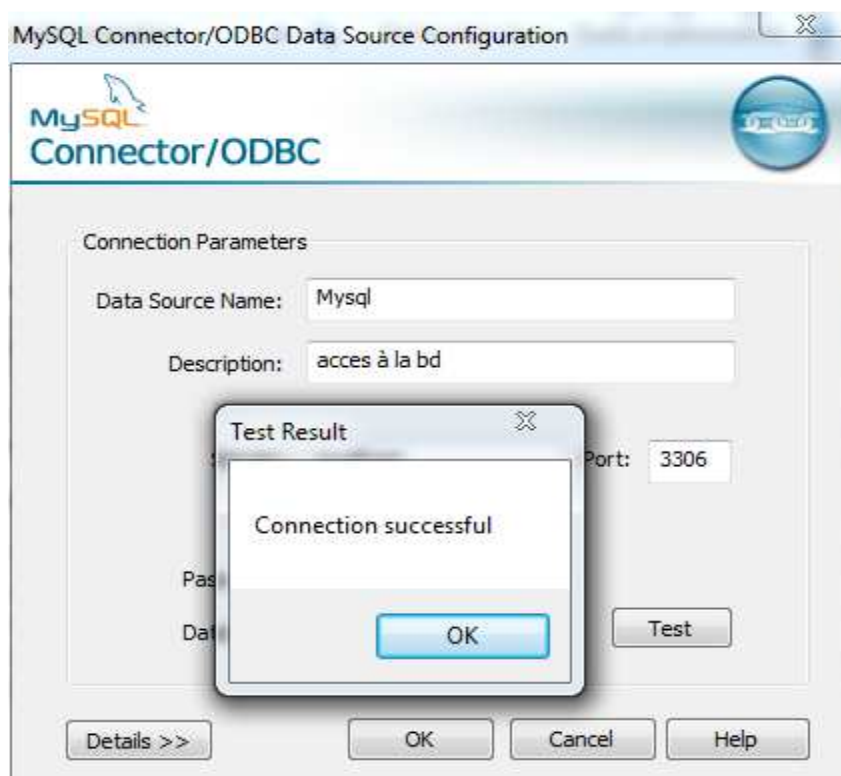 MySQL Connector/ODBC Data Source Configuration
MySQL
Connector/ODBC
Connection Parameters
Data Source Name: Mysql
Description: acces à la bd
Test Result
Port: 3306
Connection successful
OK
Test
Details >> OK Cancel Help